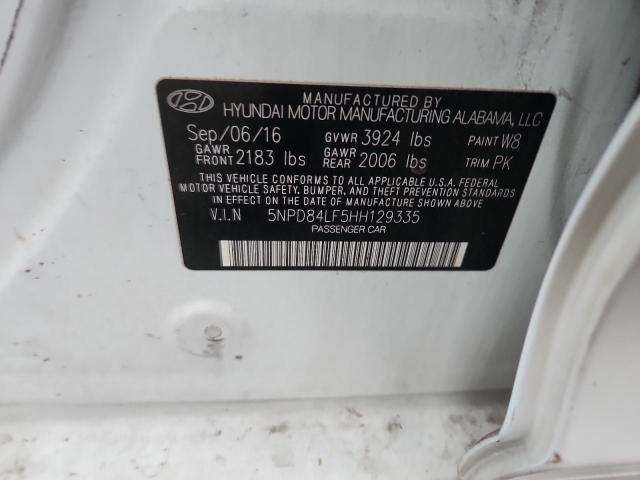 MANUFACTURED BY
HYUNDAI MOTOR MANUFACTURING ALABAMA, LLC
Sep/06/16 GVWR 3924 lbs PAINT W8
GAWR FRONT 2183 lbs GAWR REAR 2006 lbs TRIM PK
THIS VEHICLE CONFORMS TO ALL APPLICABLE U.S.A. FEDERAL
MOTOR VEHICLE SAFETY, BUMPER, AND THEFT PREVENTION STANDARDS
IN EFFECT ON THE DATE OF MANUFACTURE SHOWN ABOVE
V.I.N 5NPD84LF5HH129335
PASSENGER CAR